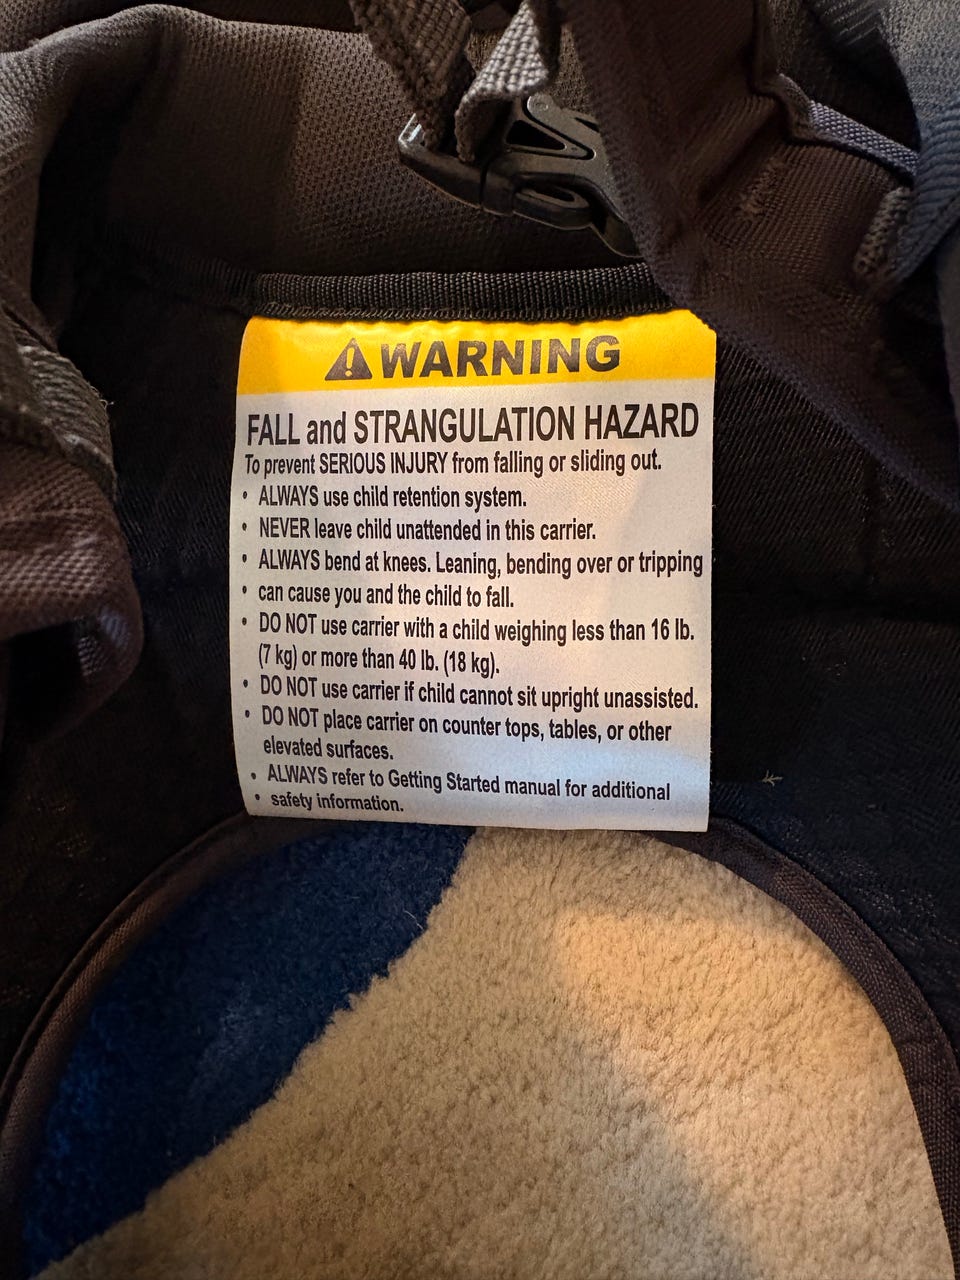 ⚠WARNING
FALL and STRANGULATION HAZARD
To prevent SERIOUS INJURY from falling or sliding out.
• ALWAYS use child retention system.
• NEVER leave child unattended in this carrier.
• ALWAYS bend at knees. Leaning, bending over or tripping
• can cause you and the child to fall.
• DO NOT use carrier with a child weighing less than 16 lb.
(7 kg) or more than 40 lb. (18 kg).
• DO NOT use carrier if child cannot sit upright unassisted.
• DO NOT place carrier on counter tops, tables, or other
elevated surfaces.
• ALWAYS refer to Getting Started manual for additional
• safety information.